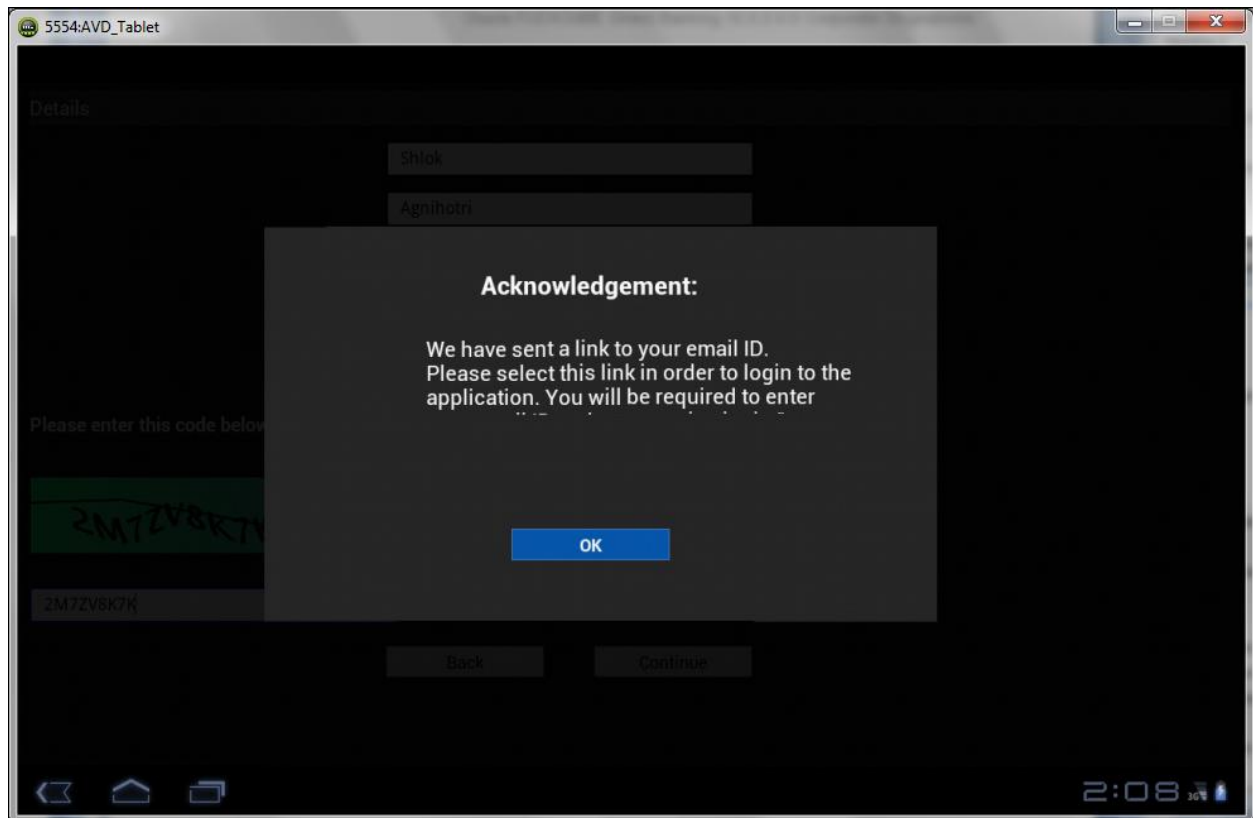 5554:AVD_Tablet
Details
Shlok
Agnihotri
Acknowledgement:
We have sent a link to your email ID.
Please select this link in order to login to the
application. You will be required to enter
Please enter this code below
2M7ZV8K7
2M7ZV8K7K
OK
Back
Continue
2:08
3G